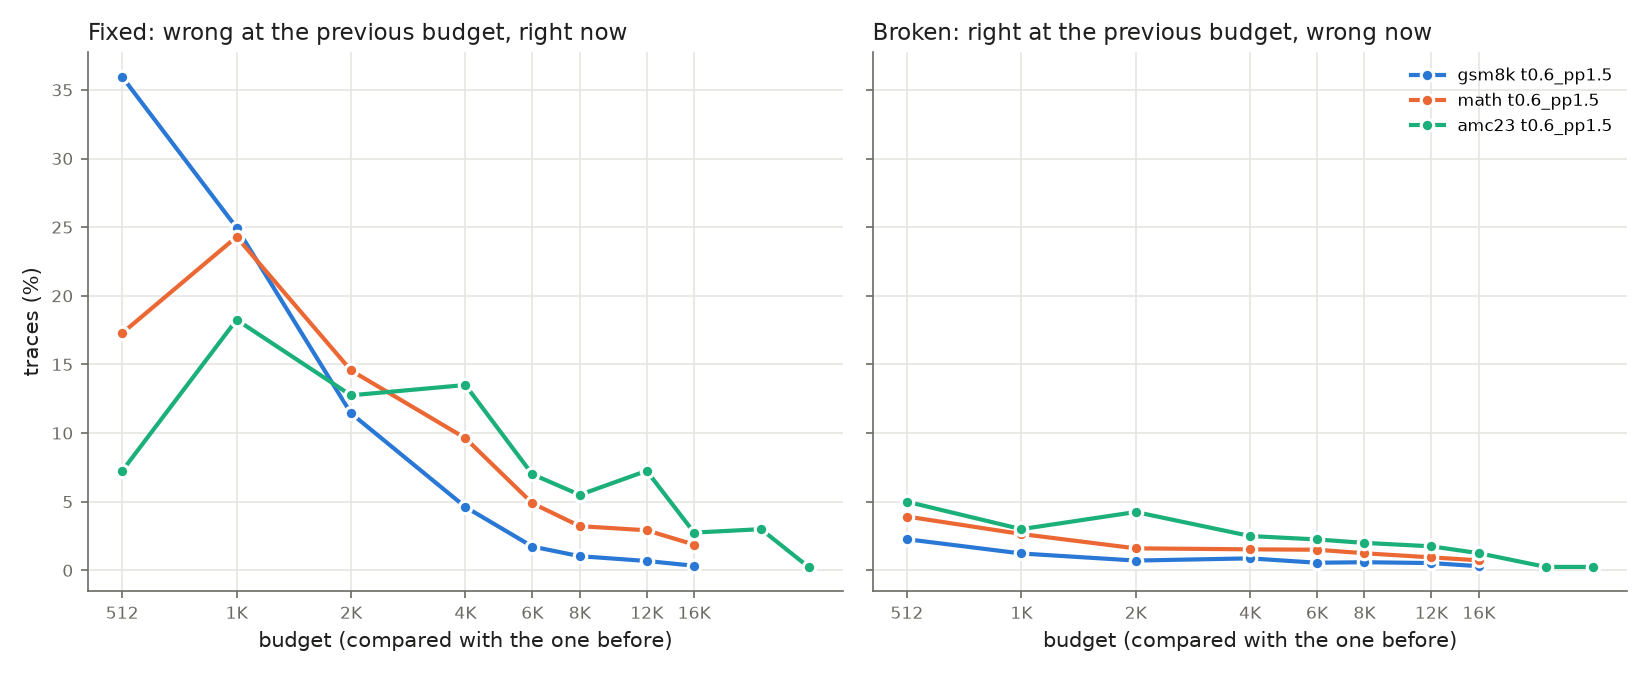 Fixed: wrong at the previous budget, right now
Broken: right at the previous budget, wrong now
gsm8k t0.6_pp1.5
math t0.6_pp1.5
amc23 t0.6_pp1.5
traces (%)
35
30
25
20
15
10
5
0
512 1K 2K 4K 6K 8K 12K 16K
budget (compared with the one before)
512 1K 2K 4K 6K 8K 12K 16K
budget (compared with the one before)